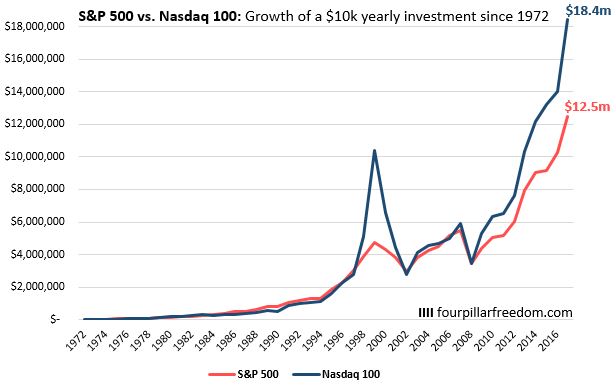 S&P 500 vs. Nasdaq 100: Growth of a $10k yearly investment since 1972
$18.4m
$18,000,000
$16,000,000
$14,000,000
$12.5m
$12,000,000
$10,000,000
$8,000,000
$6,000,000
$4,000,000
$2,000,000
$-
fourpillarfreedom.com
1972 1974 1976 1978 1980 1982 1984 1986 1988 1990 1992 1994 1996 1998 2000 2002 2004 2006 2008 2010 2012 2014 2016
S&P 500 Nasdaq 100